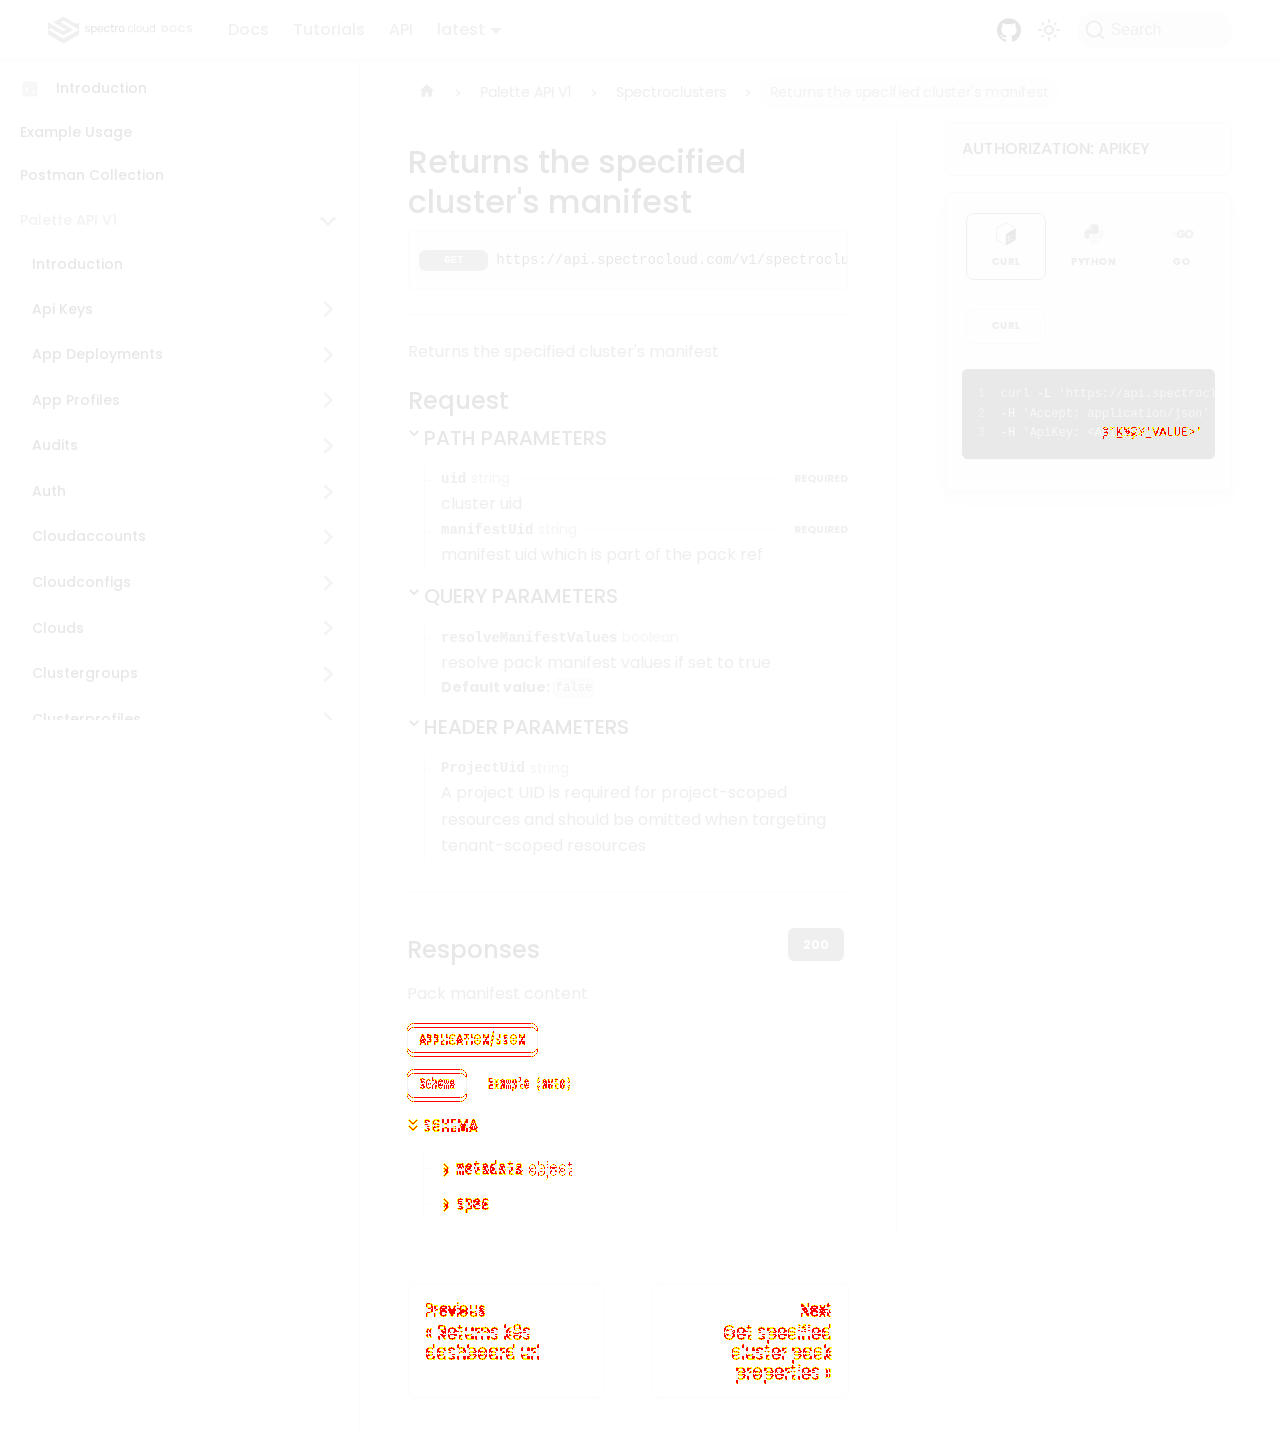 spectro cloud DOCS
Docs
Tutorials
API
latest
Search
Introduction
Example Usage
Postman Collection
Palette API V1
Introduction
Api Keys
App Deployments
App Profiles
Audits
Auth
Cloudaccounts
Cloudconfigs
Clouds
Clustergroups
Clusterprofiles
Palette API V1
Spectroclusters
Returns the specified cluster's manifest
Returns the specified
cluster's manifest
GET https://api.spectrocloud.com/v1/spectroclu
Returns the specified cluster's manifest
Request
PATH PARAMETERS
uid string REQUIRED
cluster uid
manifestUid string REQUIRED
manifest uid which is part of the pack ref
QUERY PARAMETERS
resolveManifestValues boolean
resolve pack manifest values if set to true
Default value: false
HEADER PARAMETERS
ProjectUid string
A project UID is required for project-scoped
resources and should be omitted when targeting
tenant-scoped resources
Responses
200
Pack manifest content
APPLICATION/JSON
Schema
Example (auto)
SCHEMA
metadata object
spec
Previous
« Returns k8s
dashboard url
Next
Get specified
cluster pack
properties »
AUTHORIZATION: APIKEY
CURL
PYTHON
GO
GO
CURL
1 curl -L 'https://api.spectrocl
2 -H 'Accept: application/json'
3 -H 'ApiKey: